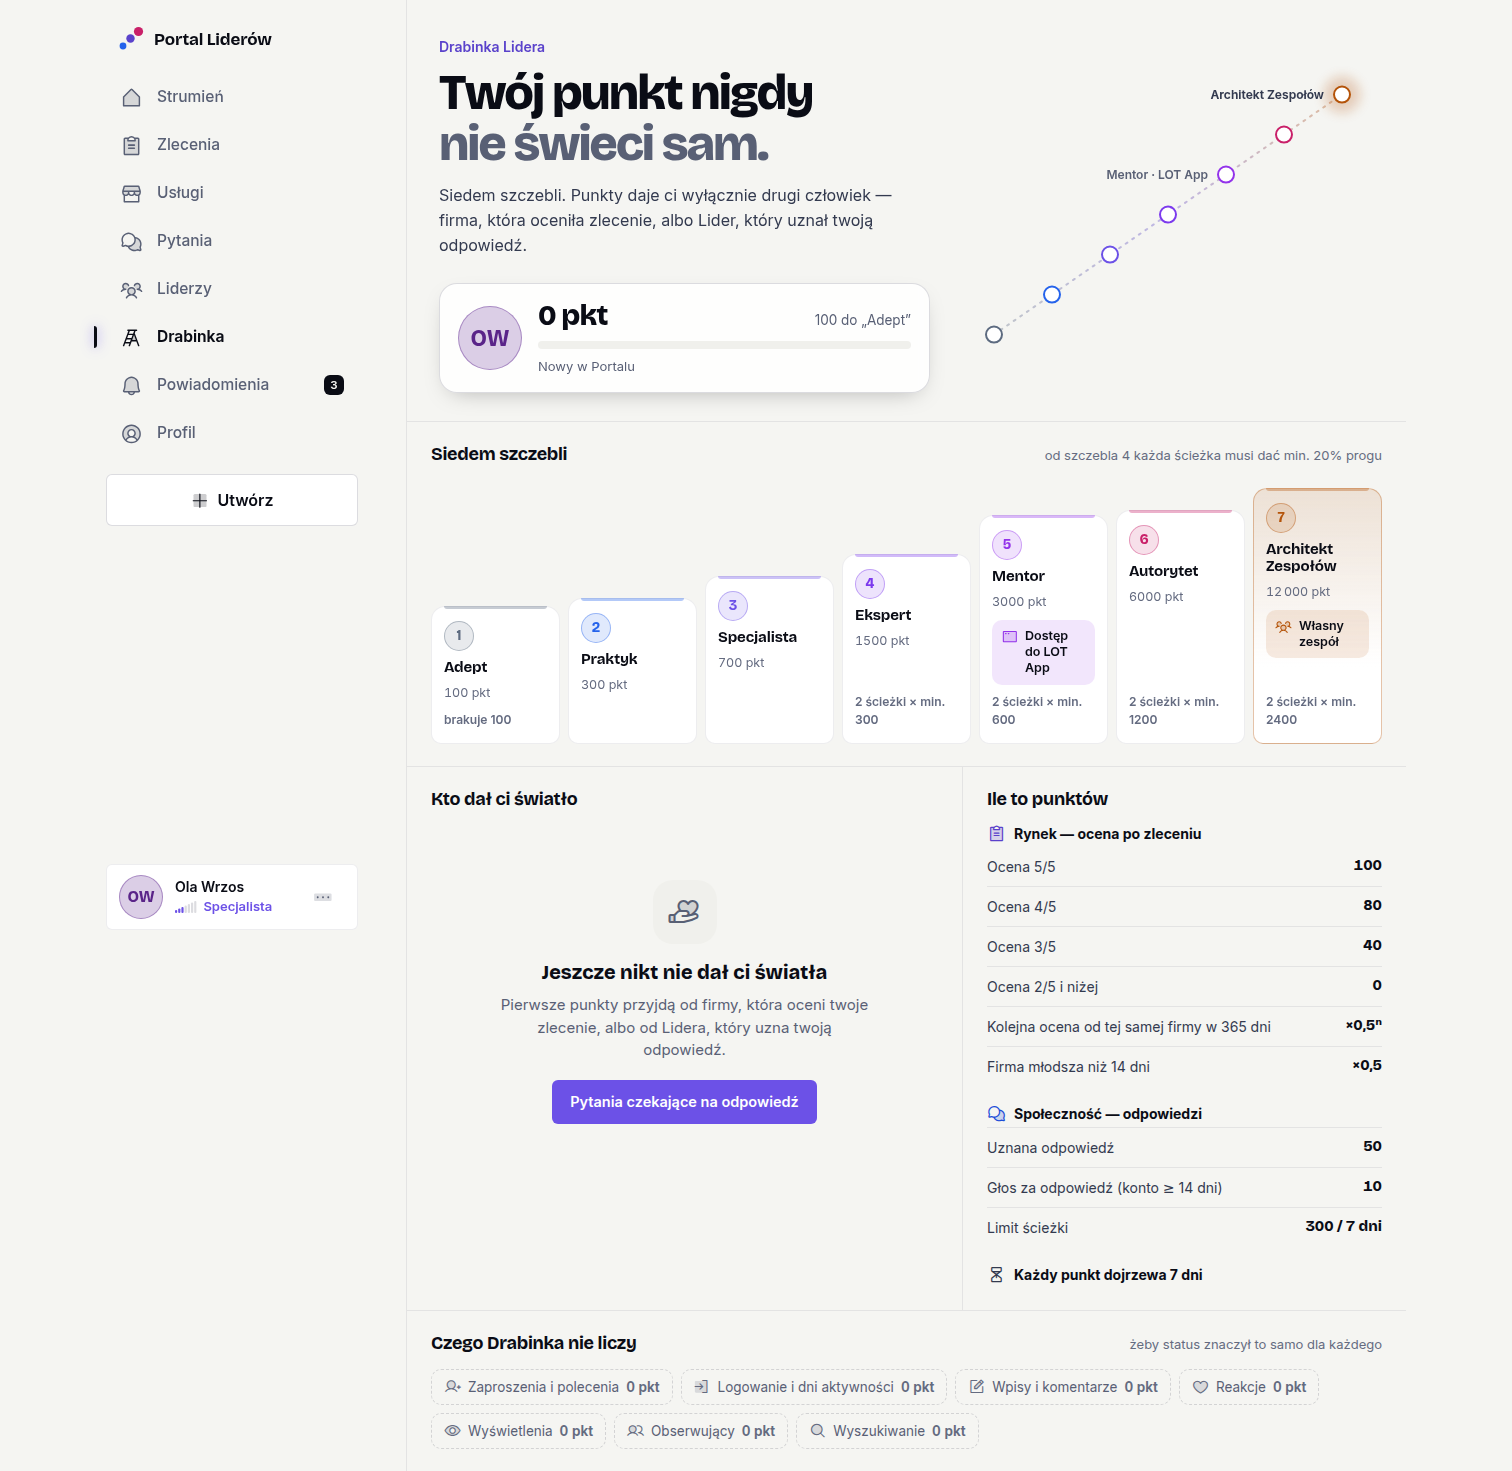 Portal Liderów
Strumień
Zlecenia
Usługi
Pytania
Liderzy
Drabinka
Powiadomienia 3
Profil
Utwórz
OW Ola Wrzos
Specjalista
Drabinka Lidera
Twój punkt nigdy
nie świeci sam.
Siedem szczebli. Punkty daje ci wyłącznie drugi człowiek —
firma, która oceniła zlecenie, albo Lider, który uznał twoją
odpowiedź.
OW
0 pkt
100 do „Adept”
Nowy w Portalu
Architekt Zespołów
Mentor · LOT App
Siedem szczebli
od szczebla 4 każda ścieżka musi dać min. 20% progu
1
Adept
100 pkt
brakuje 100
2
Praktyk
300 pkt
3
Specjalista
700 pkt
4
Ekspert
1500 pkt
2 ścieżki × min.
300
5
Mentor
3000 pkt
Dostęp
do LOT
App
2 ścieżki × min.
600
6
Autorytet
6000 pkt
2 ścieżki × min.
1200
7
Architekt
Zespołów
12 000 pkt
Własny
zespół
2 ścieżki × min.
2400
Kto dał ci światło
Jeszcze nikt nie dał ci światła
Pierwsze punkty przyjdą od firmy, która oceni twoje
zlecenie, albo od Lidera, który uzna twoją
odpowiedź.
Pytania czekające na odpowiedź
Ile to punktów
Rynek — ocena po zleceniu
Ocena 5/5 100
Ocena 4/5 80
Ocena 3/5 40
Ocena 2/5 i niżej 0
Kolejna ocena od tej samej firmy w 365 dni ×0,5ⁿ
Firma młodsza niż 14 dni ×0,5
Społeczność — odpowiedzi
Uznana odpowiedź 50
Głos za odpowiedź (konto ≥ 14 dni) 10
Limit ścieżki 300 / 7 dni
Każdy punkt dojrzewa 7 dni
Czego Drabinka nie liczy
żeby status znaczył to samo dla każdego
Zaproszenia i polecenia 0 pkt
Logowanie i dni aktywności 0 pkt
Wpisy i komentarze 0 pkt
Reakcje 0 pkt
Wyświetlenia 0 pkt
Obserwujący 0 pkt
Wyszukiwanie 0 pkt